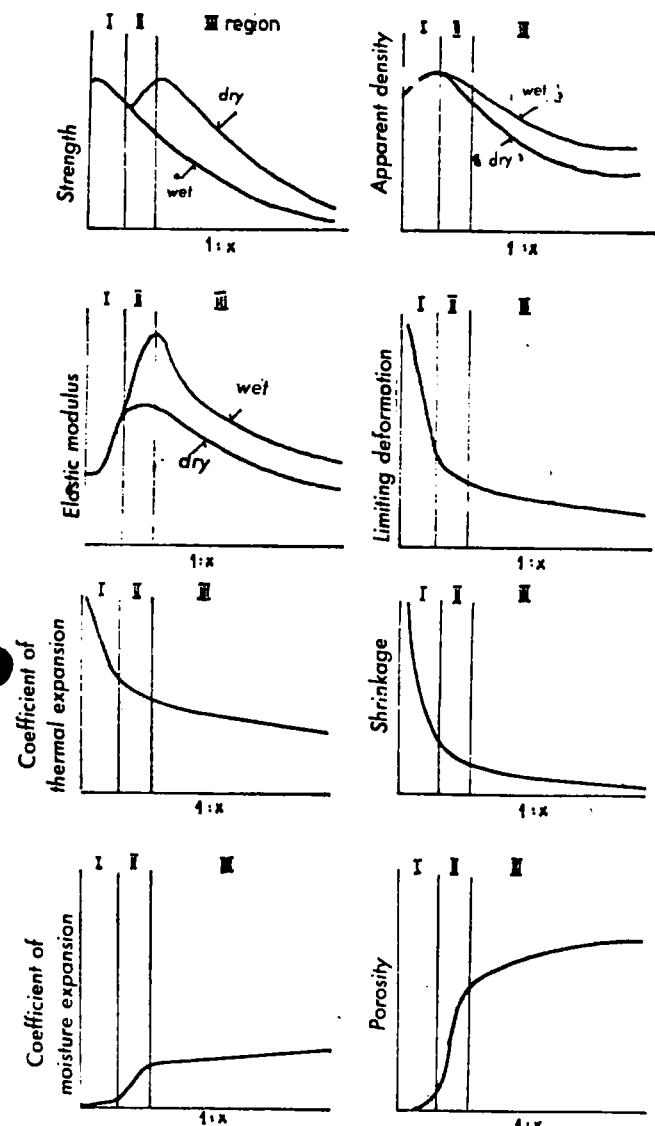 I II III region
Strength
dry
wet
1:x
I II III
Apparent density
wet
dry
1:x
I II III
Elastic modulus
wet
dry
1:x
I II III
Limiting deformation
1:x
I II III
Coefficient of
thermal expansion
1:x
I II III
Shrinkage
1:x
I II III
Coefficient of
moisture expansion
1:x
I II III
Porosity
1:x